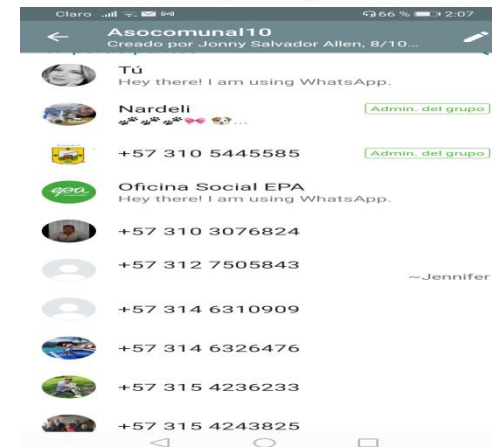 Claro 66 % 2:07
Asocomunal10
Creado por Jonny Salvador Allen, 8/10...
Tú
Hey there! I am using WhatsApp.
Nardeli
Admin. del grupo
+57 310 5445585
Admin. del grupo
epa
Oficina Social EPA
Hey there! I am using WhatsApp.
+57 310 3076824
+57 312 7505843
~Jennifer
+57 314 6310909
+57 314 6326476
+57 315 4236233
+57 315 4243825